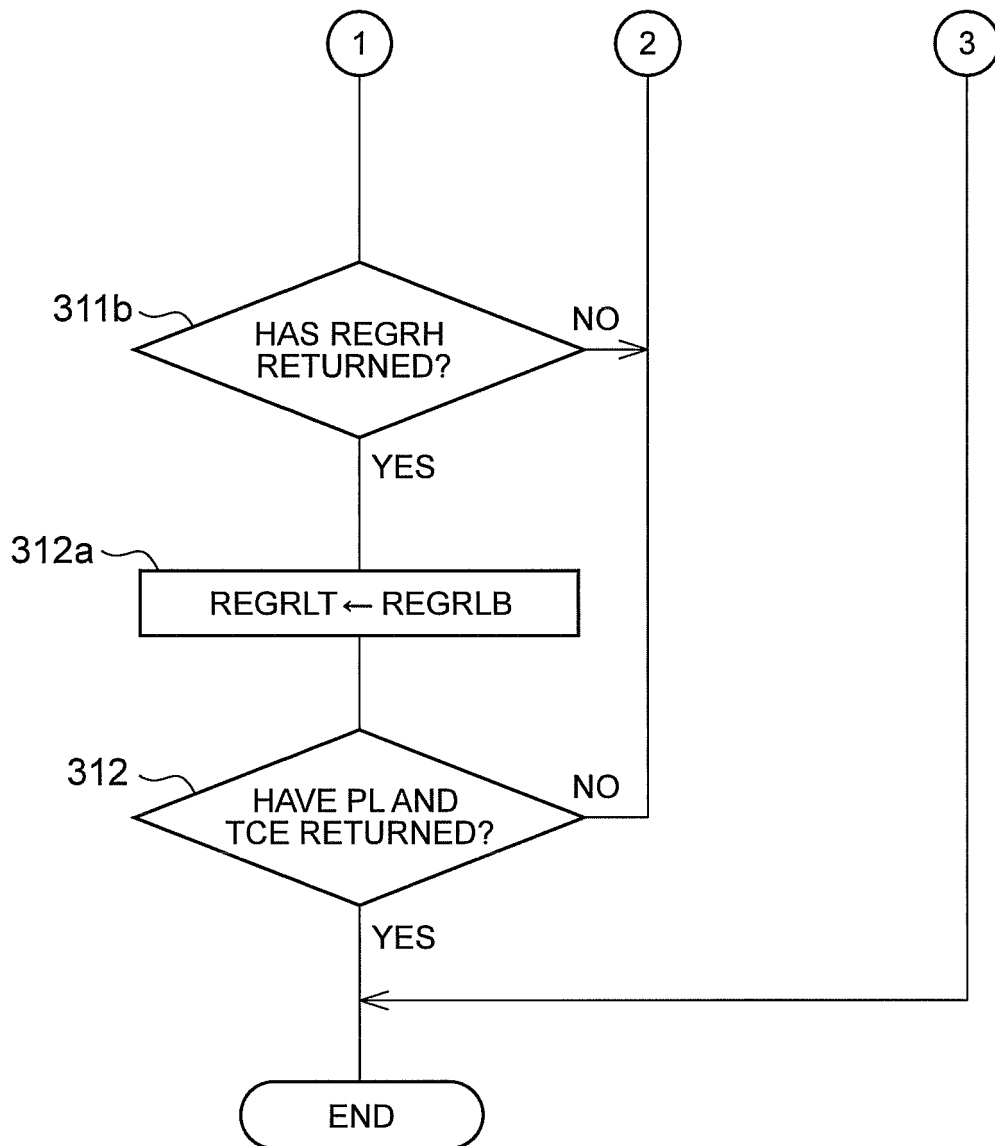 1
2
3
311b
HAS REGRH
RETURNED?
NO
YES
312a
REGRLT ← REGRLB
312
HAVE PL AND
TCE RETURNED?
NO
YES
END